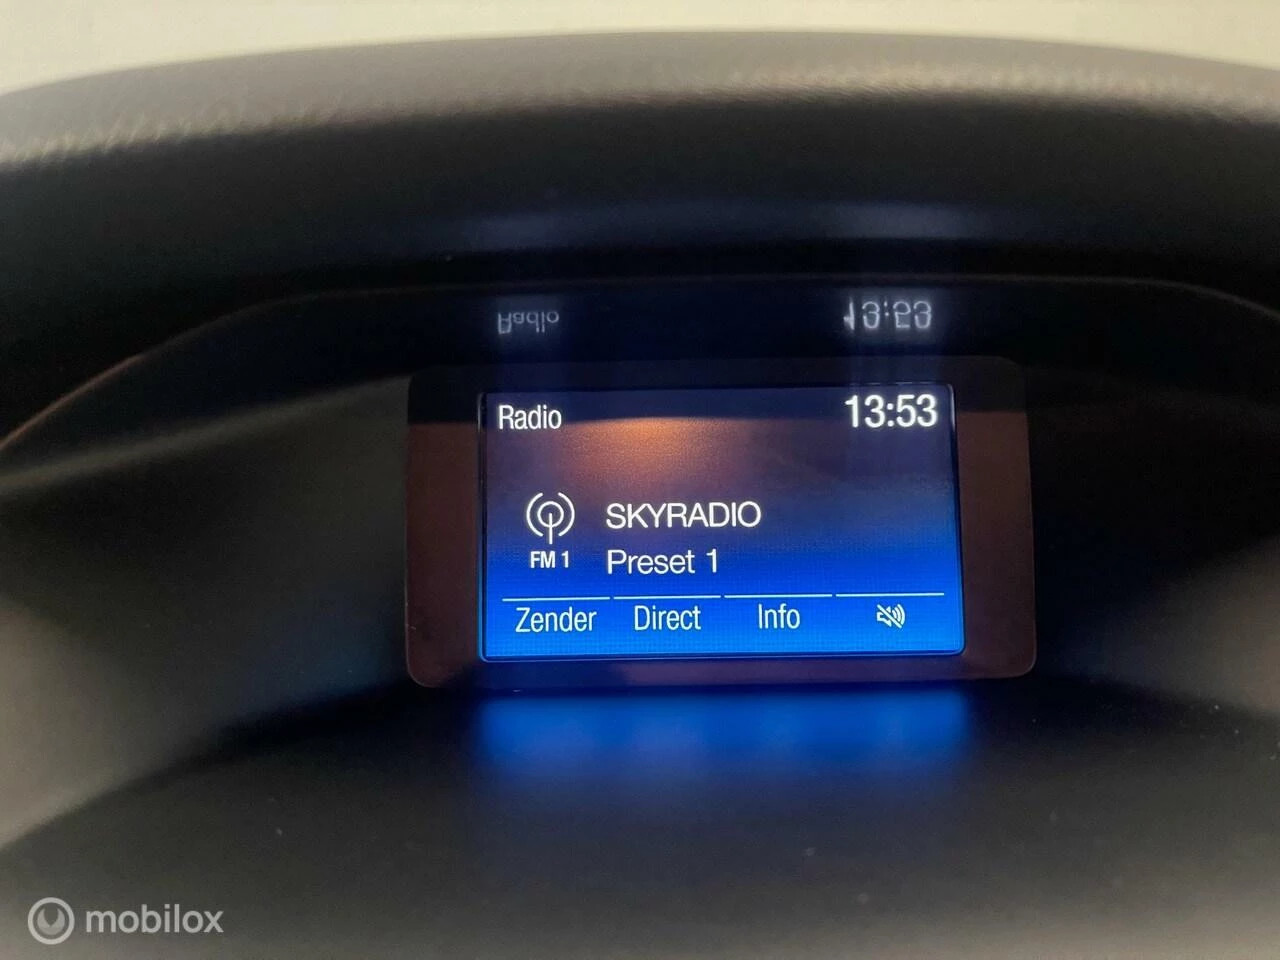 Radio 13:53
SKYRADIO
FM 1 Preset 1
Zender Direct Info
mobilox